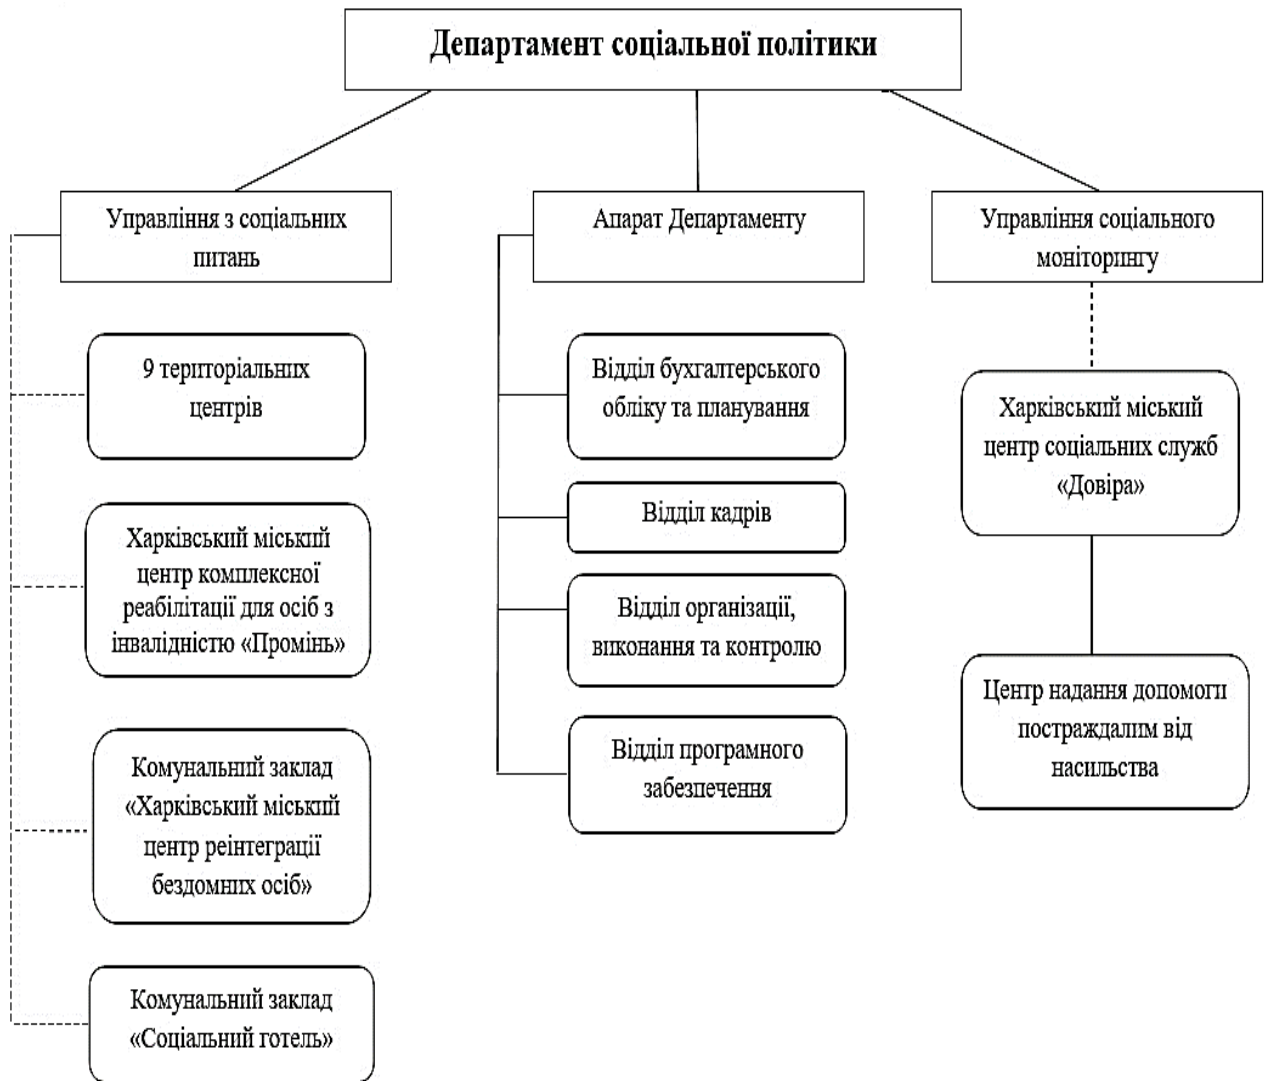 Департамент соціальної політики
Управління з соціальних
питань
9 територіальних
центрів
Харківський міський
центр комплексної
реабілітації для осіб з
інвалідністю «Промінь»
Комунальний заклад
«Харківський міський
центр реінтеграції
бездомних осіб»
Комунальний заклад
«Соціальний готель»
Апарат Департаменту
Відділ бухгалтерського
обліку та планування
Відділ кадрів
Відділ організації,
виконання та контролю
Відділ програмного
забезпечення
Управління соціального
моніторингу
Харківський міський
центр соціальних служб
«Довіра»
Центр надання допомоги
постраждалим від
насильства